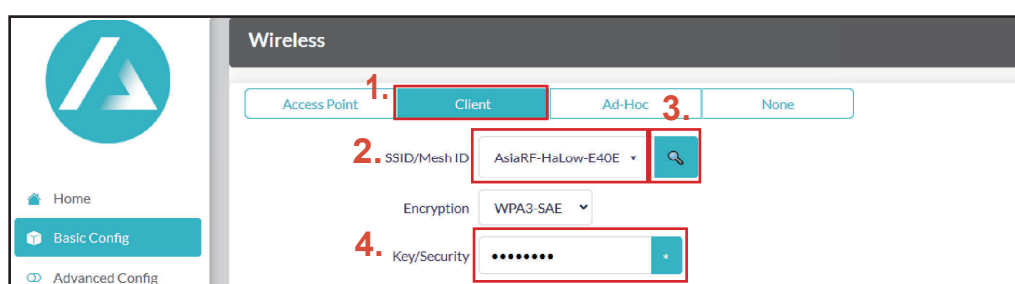 Wireless
1.
Access Point Client Ad-Hoc None
3.
2. SSID/Mesh ID AsiaRF-HaLow-E40E
Home
Encryption WPA3-SAE
Basic Config
4. Key/Security •••••••• *
Advanced Config